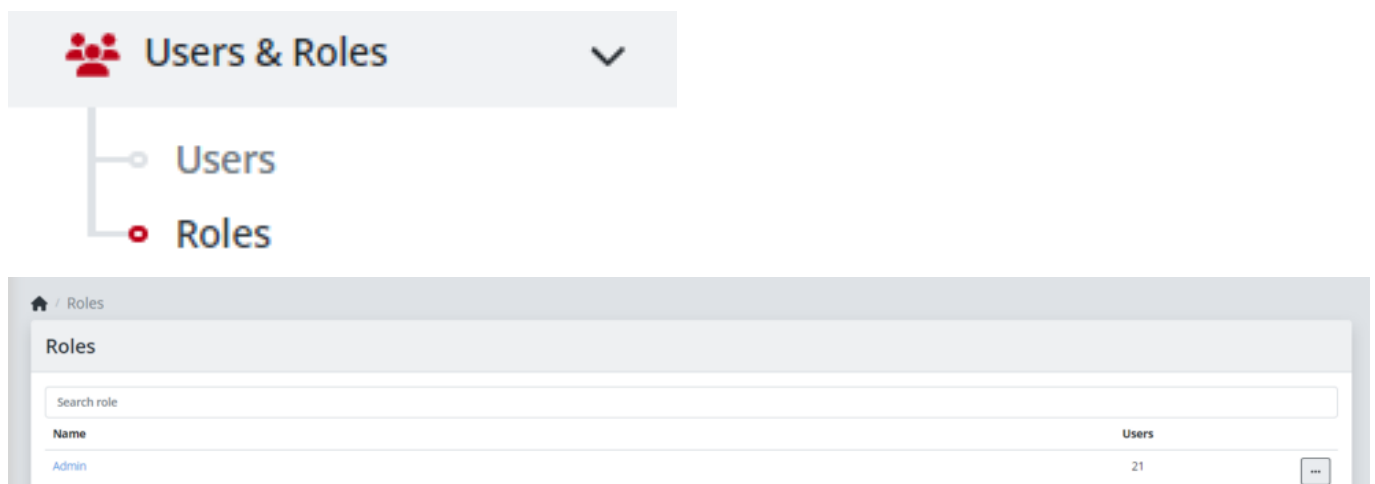 Users & Roles
Users
Roles
/ Roles
Roles
Search role
Name Users
Admin 21 ...